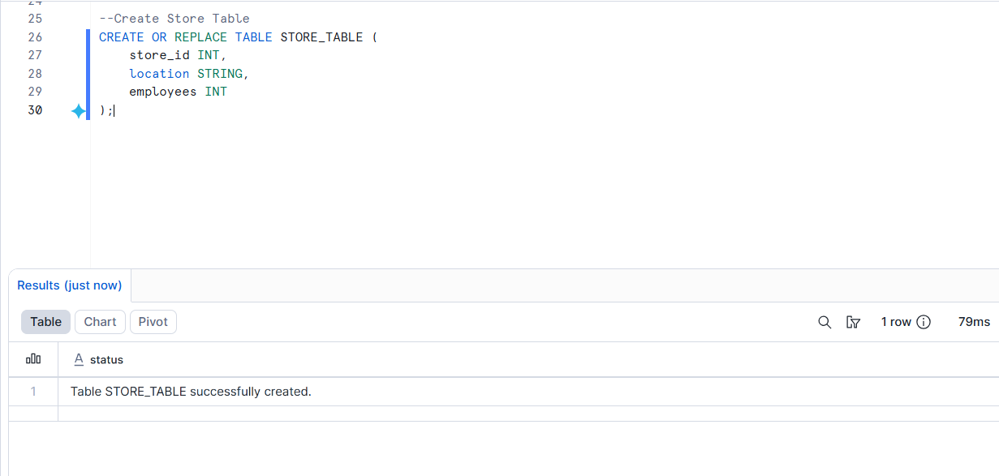 25 --Create Store Table
26 CREATE OR REPLACE TABLE STORE_TABLE (
27 store_id INT,
28 location STRING,
29 employees INT
30 );
Results (just now)
Table Chart Pivot 1 row 79ms
A status
1 Table STORE_TABLE successfully created.